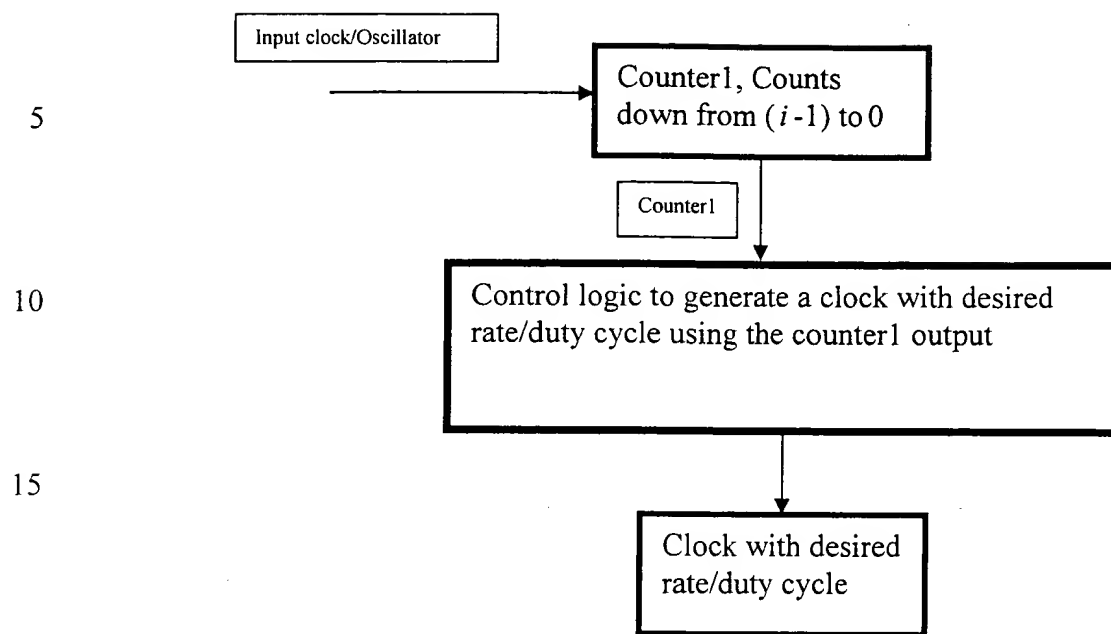 Input clock/Oscillator
Counter1, Counts
down from (i-1) to 0
5
Counter1
Control logic to generate a clock with desired
rate/duty cycle using the counter1 output
10
15
Clock with desired
rate/duty cycle